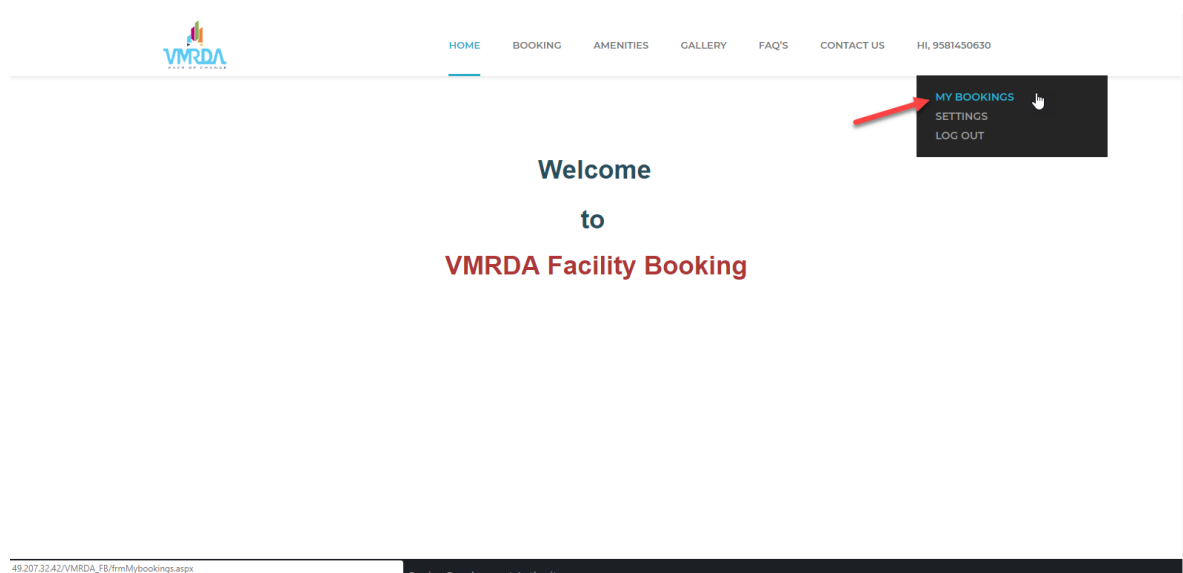 VMRDA
HOME BOOKING AMENITIES GALLERY FAQ'S CONTACT US HI, 9581450630
MY BOOKINGS
SETTINGS
LOG OUT
Welcome
to
VMRDA Facility Booking
49.207.32.42/VMRDA_FB/frmMybookings.aspx